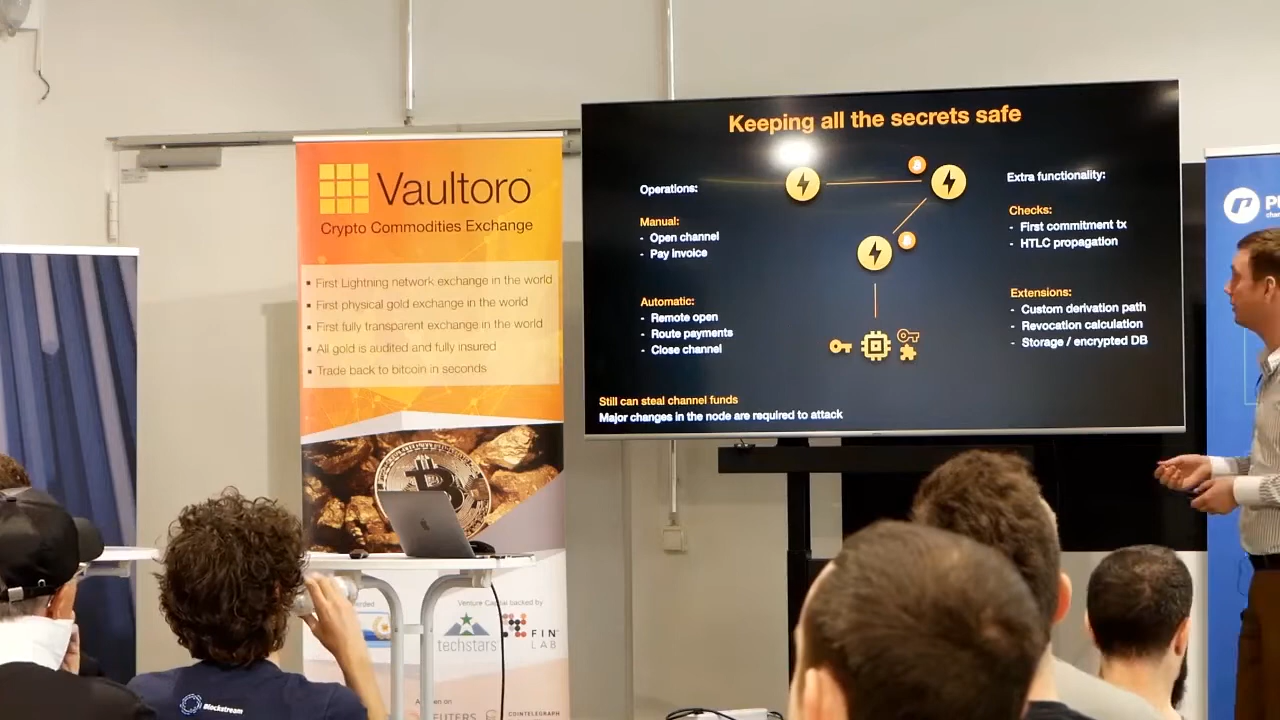 Vaultoro
Crypto Commodities Exchange
▪ First Lightning network exchange in the world
▪ First physical gold exchange in the world
▪ First fully transparent exchange in the world
▪ All gold is audited and fully insured
▪ Trade back to bitcoin in seconds
Venture Capital backed by
techstars
FIN
LAB
COINTELEGRAPH
Blockstream
Keeping all the secrets safe
Operations:
Manual:
- Open channel
- Pay invoice
Automatic:
- Remote open
- Route payments
- Close channel
Extra functionality:
Checks:
- First commitment tx
- HTLC propagation
Extensions:
- Custom derivation path
- Revocation calculation
- Storage / encrypted DB
Still can steal channel funds
Major changes in the node are required to attack